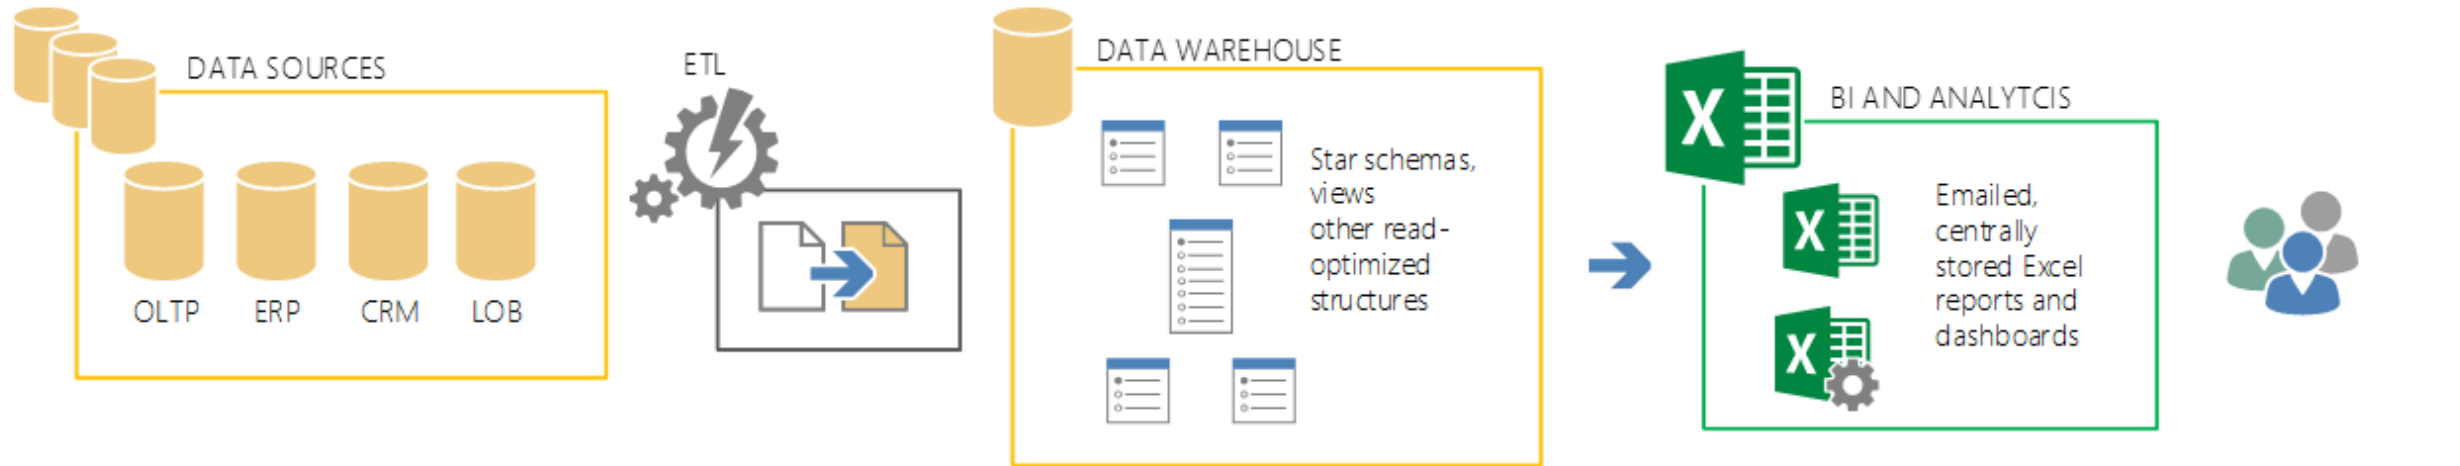 DATA SOURCES
OLTP
ERP
CRM
LOB
ETL
DATA WAREHOUSE
Star schemas,
views
other read-
optimized
structures
X
BI AND ANALYTCIS
X
X
Emailed,
centrally
stored Excel
reports and
dashboards